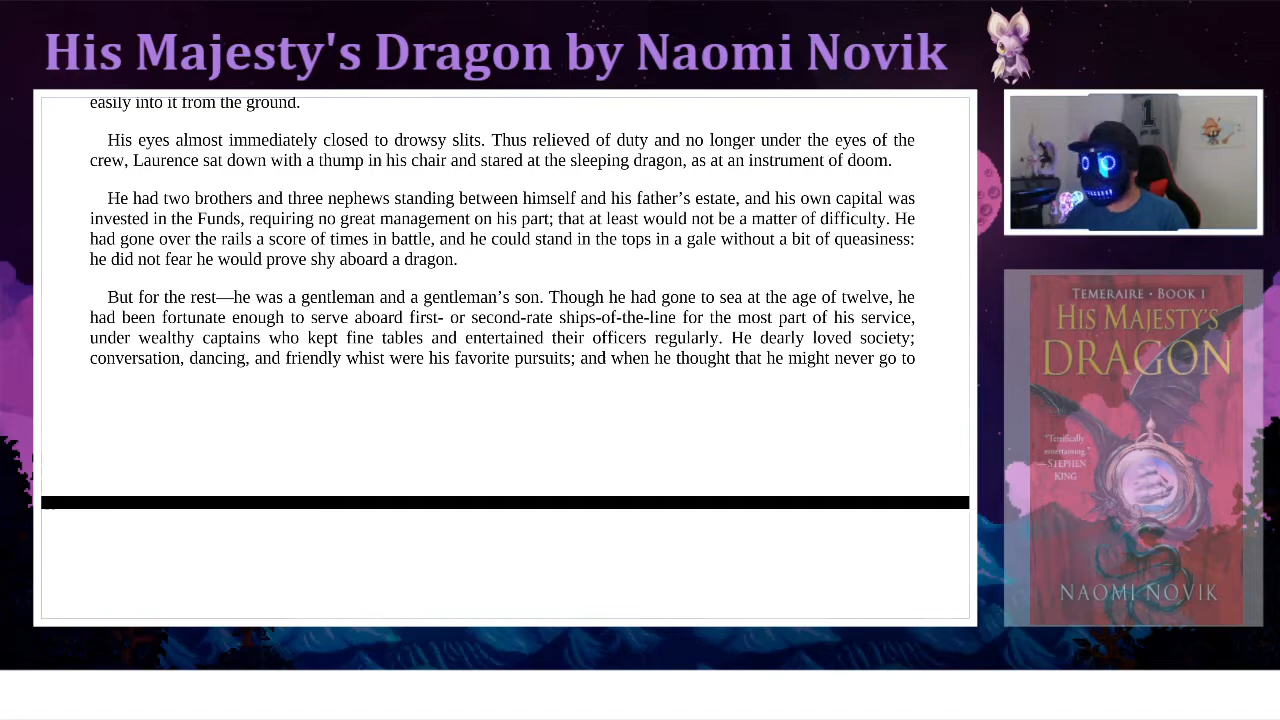 His Majesty's Dragon by Naomi Novik
easily into it from the ground.
His eyes almost immediately closed to drowsy slits. Thus relieved of duty and no longer under the eyes of the
crew, Laurence sat down with a thump in his chair and stared at the sleeping dragon, as at an instrument of doom.
He had two brothers and three nephews standing between himself and his father’s estate, and his own capital was
invested in the Funds, requiring no great management on his part; that at least would not be a matter of difficulty. He
had gone over the rails a score of times in battle, and he could stand in the tops in a gale without a bit of queasiness:
he did not fear he would prove shy aboard a dragon.
But for the rest—he was a gentleman and a gentleman’s son. Though he had gone to sea at the age of twelve, he
had been fortunate enough to serve aboard first- or second-rate ships-of-the-line for the most part of his service,
under wealthy captains who kept fine tables and entertained their officers regularly. He dearly loved society;
conversation, dancing, and friendly whist were his favorite pursuits; and when he thought that he might never go to
1
TEMERAIRE • BOOK 1
HIS MAJESTY'S
DRAGON
"Terrifically
entertaining."
—STEPHEN
KING
NAOMI NOVIK